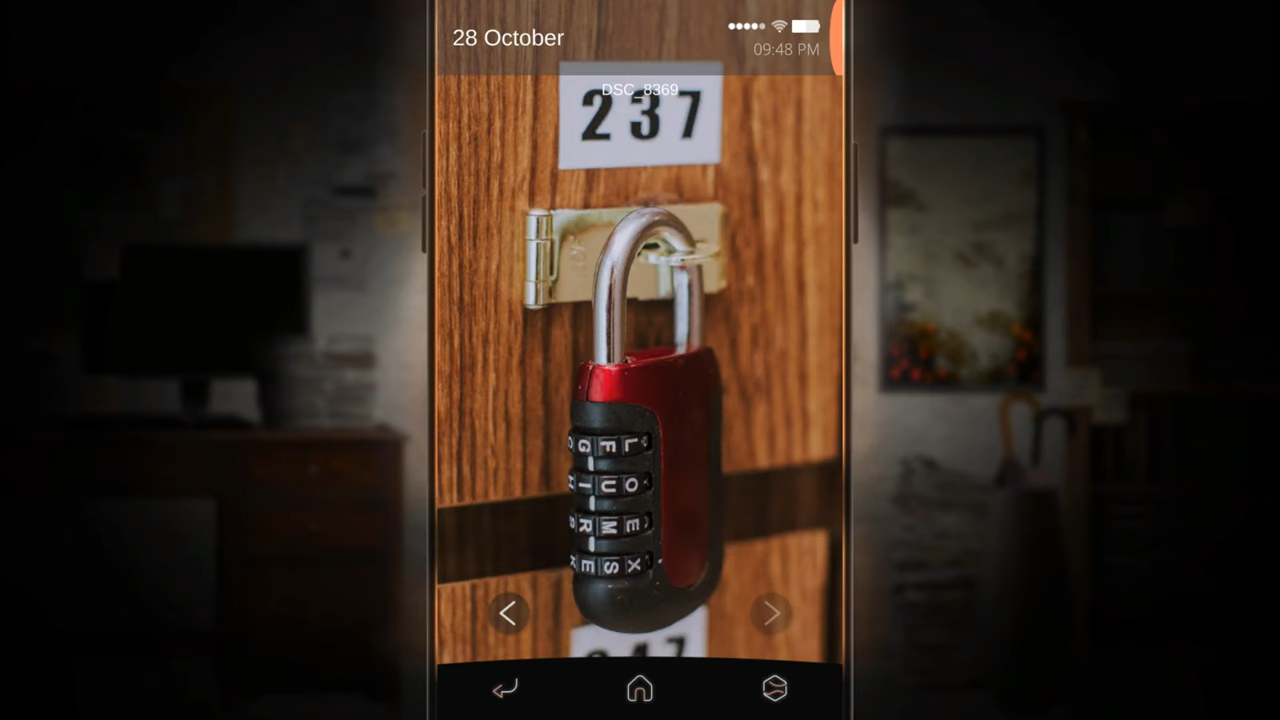 28 October
09:48 PM
DSC_8369
237
G F L
I U O
R M E
E S X